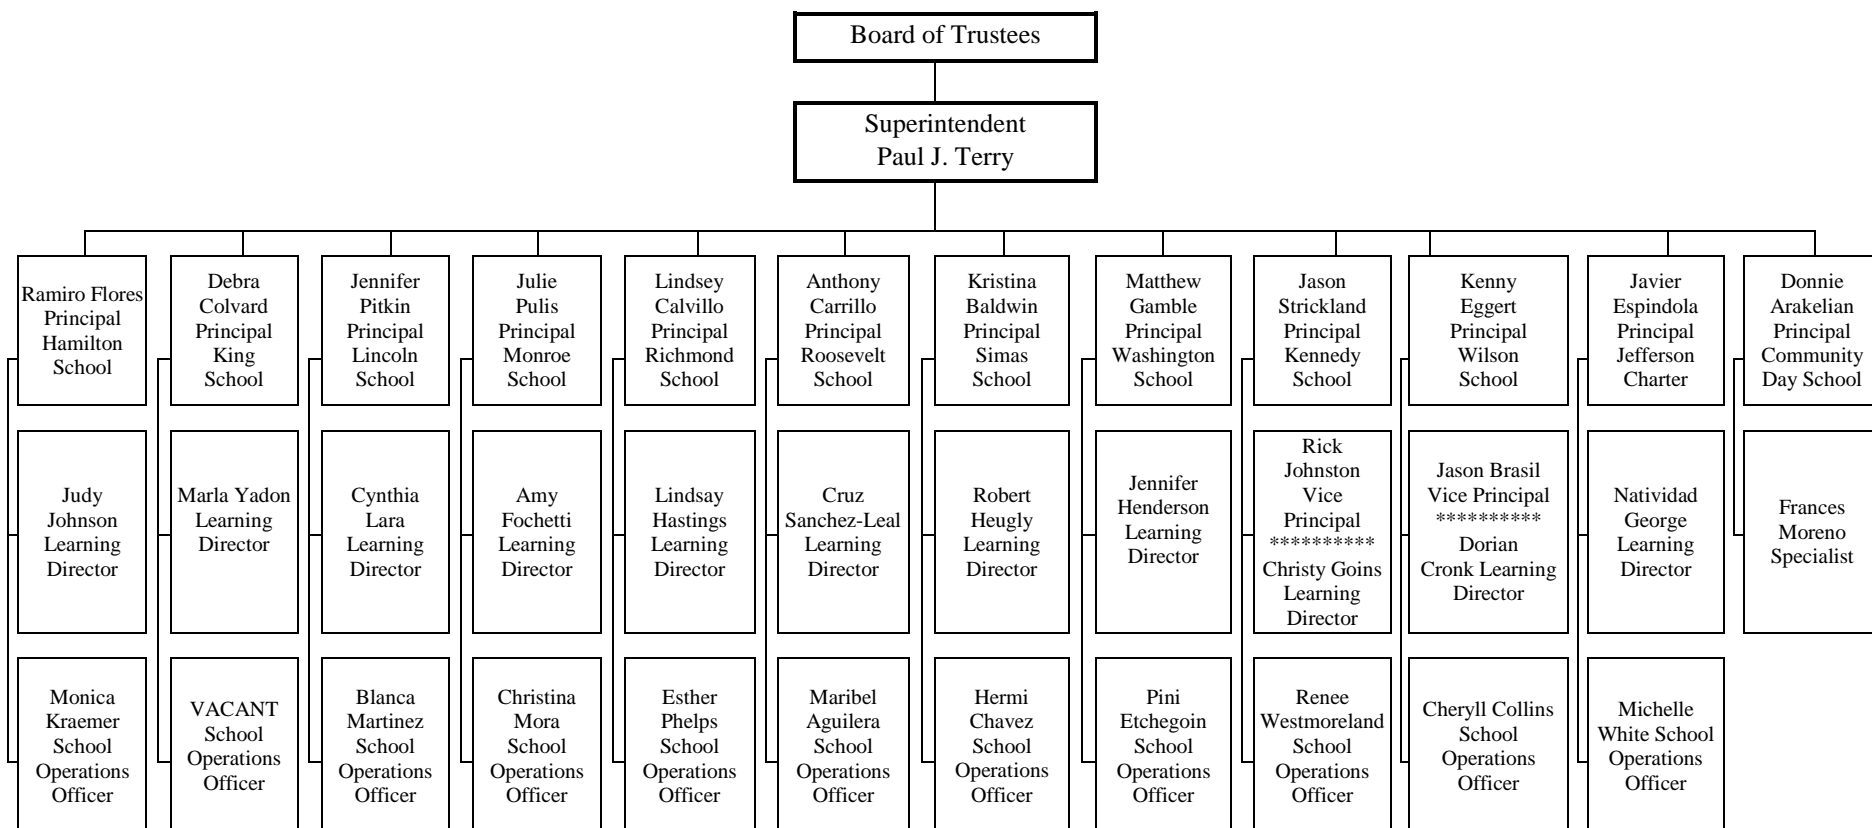 Board of Trustees
Superintendent
Paul J. Terry
Ramiro Flores
Principal
Hamilton
School
Debra
Colvard
Principal
King
School
Jennifer
Pitkin
Principal
Lincoln
School
Julie
Pulis
Principal
Monroe
School
Lindsey
Calvillo
Principal
Richmond
School
Anthony
Carrillo
Principal
Roosevelt
School
Kristina
Baldwin
Principal
Simas
School
Matthew
Gamble
Principal
Washington
School
Jason
Strickland
Principal
Kennedy
School
Kenny
Eggert
Principal
Wilson
School
Javier
Espindola
Principal
Jefferson
Charter
Donnie
Arakelian
Principal
Community
Day School
Judy
Johnson
Learning
Director
Marla Yadon
Learning
Director
Cynthia
Lara
Learning
Director
Amy
Fochetti
Learning
Director
Lindsay
Hastings
Learning
Director
Cruz
Sanchez-Leal
Learning
Director
Robert
Heugly
Learning
Director
Jennifer
Henderson
Learning
Director
Rick
Johnston
Vice
Principal
**********
Christy Goins
Learning
Director
Jason Brasil
Vice Principal
**********
Dorian
Cronk Learning
Director
Natividad
George
Learning
Director
Frances
Moreno
Specialist
Monica
Kraemer
School
Operations
Officer
VACANT
School
Operations
Officer
Blanca
Martinez
School
Operations
Officer
Christina
Mora
School
Operations
Officer
Esther
Phelps
School
Operations
Officer
Maribel
Aguilera
School
Operations
Officer
Hermi
Chavez
School
Operations
Officer
Pini
Etchegoin
School
Operations
Officer
Renee
Westmoreland
School
Operations
Officer
Cheryll Collins
School
Operations
Officer
Michelle
White School
Operations
Officer